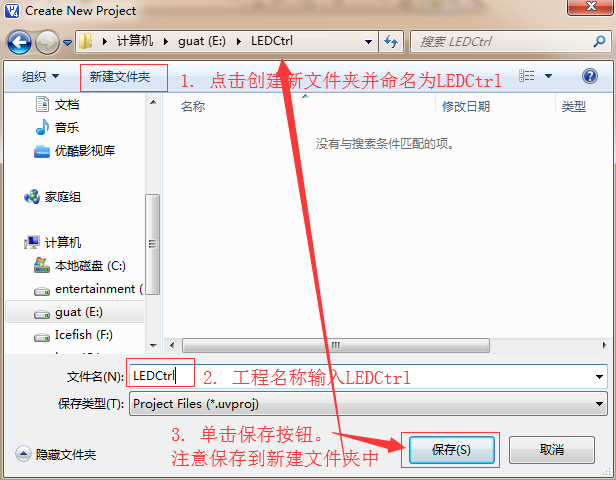 Create New Project
计算机 guat (E:) LEDCtrl
搜索 LEDCtrl
组织 新建文件夹
1. 点击创建新文件夹并命名为LEDCtrl
文档
音乐
优酷影视库
家庭组
计算机
本地磁盘 (C:)
entertainment (
guat (E:)
Icefish (F:)
名称 修改日期 类型
没有与搜索条件匹配的项。
文件名(N): LEDCtrl
2. 工程名称输入LEDCtrl
保存类型(T): Project Files (*.uvproj)
3. 单击保存按钮。
注意保存到新建文件夹中
隐藏文件夹
保存(S) 取消